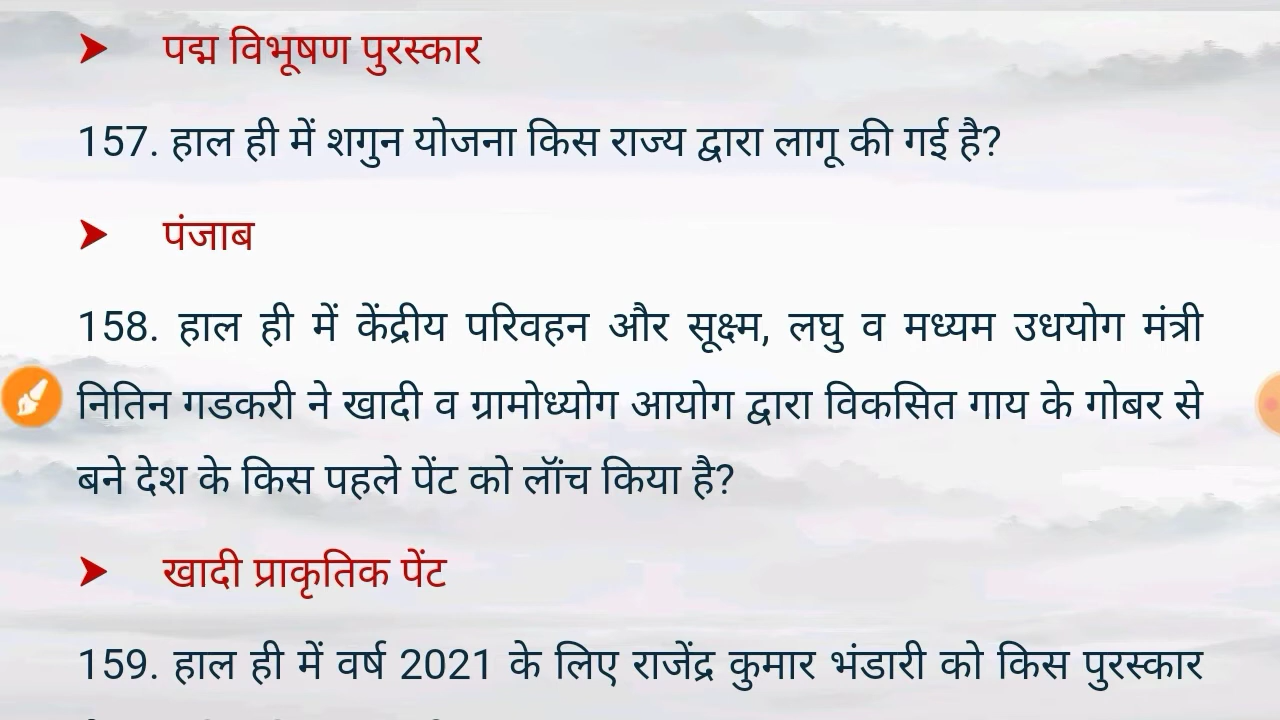 ➤ पद्म विभूषण पुरस्कार
157. हाल ही में शगुन योजना किस राज्य द्वारा लागू की गई है?
➤ पंजाब
158. हाल ही में केंद्रीय परिवहन और सूक्ष्म, लघु व मध्यम उधयोग मंत्री
नितिन गडकरी ने खादी व ग्रामोध्योग आयोग द्वारा विकसित गाय के गोबर से
बने देश के किस पहले पेंट को लॉंच किया है?
➤ खादी प्राकृतिक पेंट
159. हाल ही में वर्ष 2021 के लिए राजेंद्र कुमार भंडारी को किस पुरस्कार